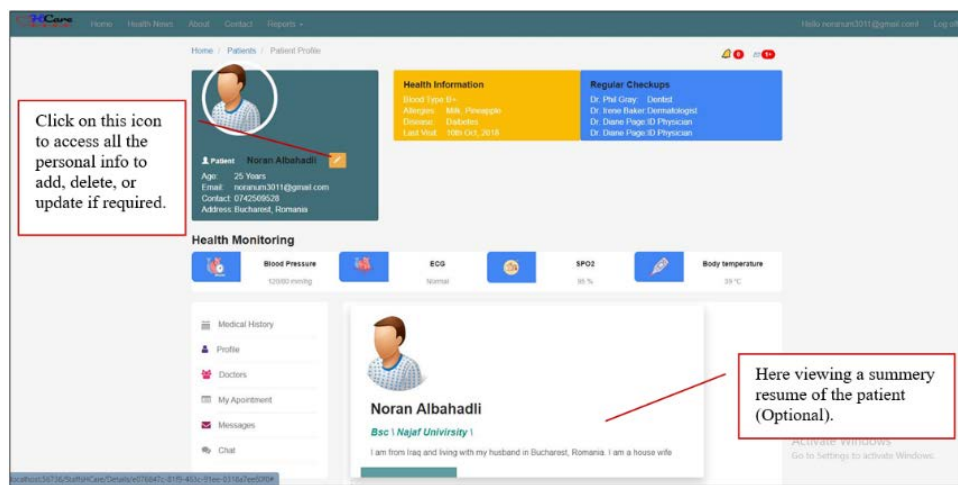 HCare Home Health News About Contact Reports
Hello noranum3011@gmail.com! Log off
Home / Patients / Patient Profile
Click on this icon
to access all the
personal info to
add, delete, or
update if required.
Patient Noran Albahadli
Age: 25 Years
Email: noranum3011@gmail.com
Contact: 0742509528
Address: Bucharest, Romania
Health Information
Blood Type: B+
Allergies: Milk, Pineapple
Disease: Diabetes
Last Visit: 10th Oct, 2018
Regular Checkups
Dr. Phil Gray: Dentist
Dr. Irene Baker: Dermatologist
Dr. Diane Page: ID Physician
Dr. Diane Page: ID Physician
Health Monitoring
Blood Pressure
120/80 mmHg
ECG
Normal
SPO2
95 %
Body temperature
39 °C
Medical History
Profile
Doctors
My Apointment
Messages
Chat
Noran Albahadli
Bsc \ Najaf Univirsity \
I am from Iraq and living with my husband in Bucharest, Romania. I am a house wife
Here viewing a summery
resume of the patient
(Optional).
Activate Windows
Go to Settings to activate Windows.